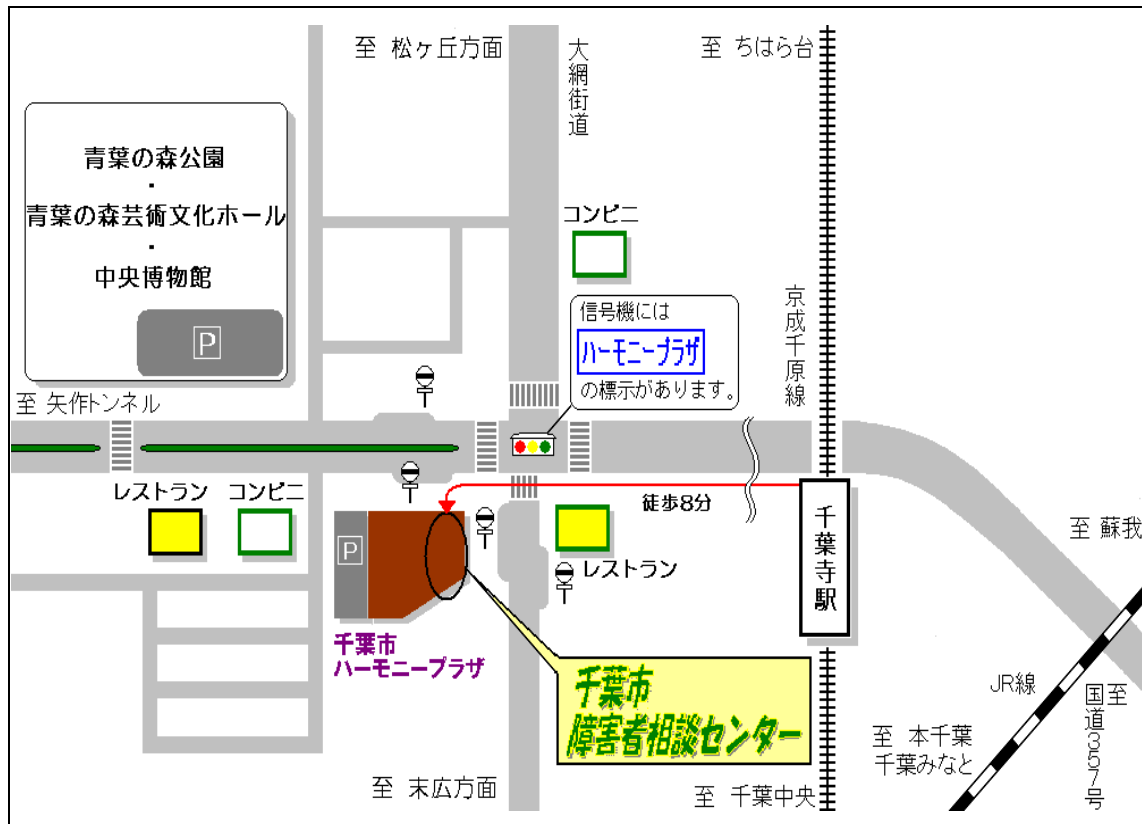 至 松ヶ丘方面
大網街道
至 ちはら台
青葉の森公園
・
青葉の森芸術文化ホール
・
中央博物館
P
コンビニ
信号機には
ハーモニープラザ
の標示があります。
京成千原線
至 矢作トンネル
レストラン
コンビニ
徒歩8分
千葉寺駅
至 蘇我
P
レストラン
千葉市
ハーモニープラザ
千葉市
障害者相談センター
JR線
至
国道357号
至 本千葉
千葉みなと
至 末広方面
至 千葉中央